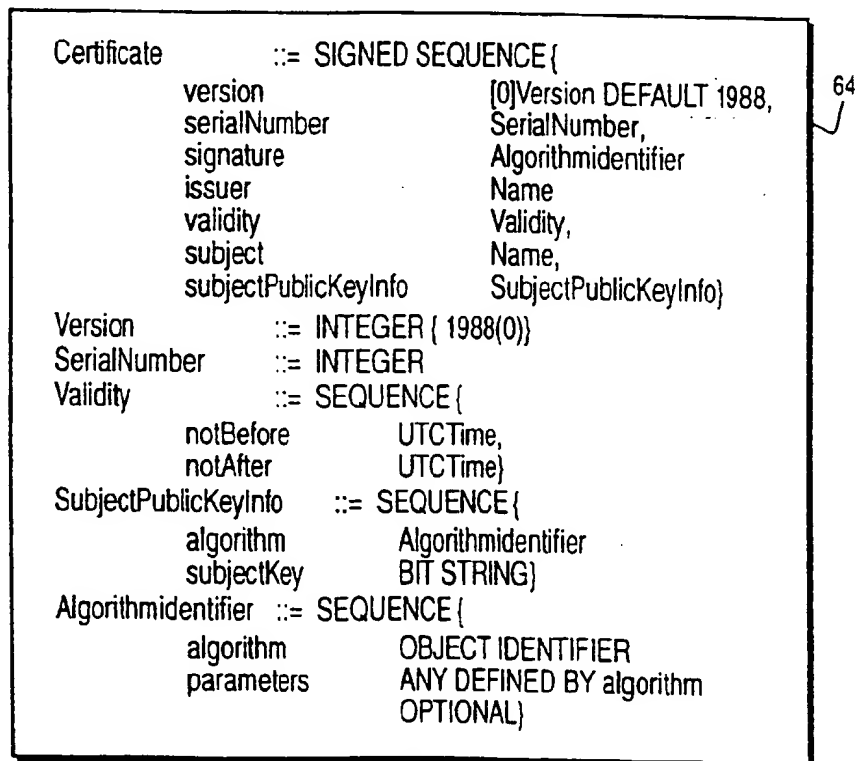 Certificate ::= SIGNED SEQUENCE{
version [0]Version DEFAULT 1988,
serialNumber SerialNumber,
signature Algorithmidentifier
issuer Name
validity Validity,
subject Name,
subjectPublicKeyInfo SubjectPublicKeyInfo}
Version ::= INTEGER { 1988(0)}
SerialNumber ::= INTEGER
Validity ::= SEQUENCE{
notBefore UTCTime,
notAfter UTCTime}
SubjectPublicKeyInfo ::= SEQUENCE{
algorithm Algorithmidentifier
subjectKey BIT STRING}
Algorithmidentifier ::= SEQUENCE{
algorithm OBJECT IDENTIFIER
parameters ANY DEFINED BY algorithm
OPTIONAL}
64